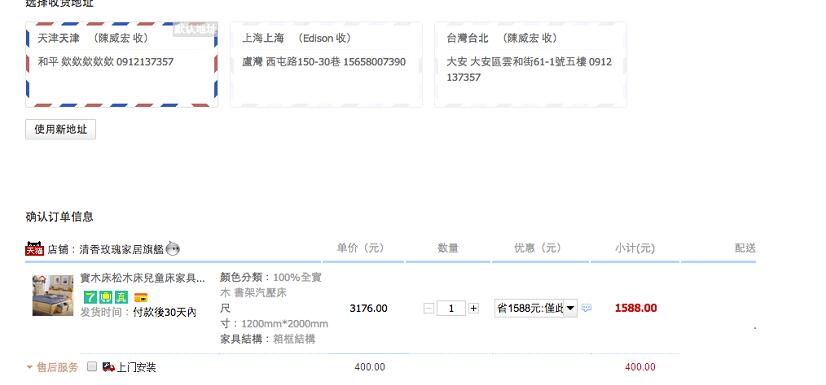 选择收货地址
天津天津 （陳威宏 收） 默认地址
和平 欸欸欸欸欸 0912137357
上海上海 （Edison 收）
盧灣 西屯路150-30巷 15658007390
台灣台北 （陳威宏 收）
大安 大安區雲和街61-1號五樓 0912
137357
使用新地址
确认订单信息
天猫 店铺：清香玫瑰家居旗艦 单价（元） 数量 优惠（元） 小计(元) 配送
實木床松木床兒童床家具...
7 真
发货时间：付款後30天內
顏色分類：100%全實
木 書架汽壓床
尺
寸：1200mm*2000mm
家具結構：箱框結構
3176.00 － 1 + 省1588元:僅此 1588.00
售后服务 上门安装 400.00 400.00